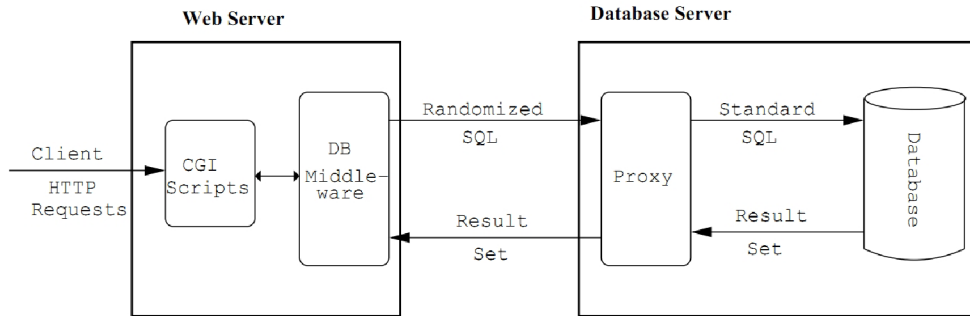 Web Server
Database Server
Client
HTTP
Requests
CGI
Scripts
DB
Middle-
ware
Randomized
SQL
Result
Set
Proxy
Standard
SQL
Result
Set
Database